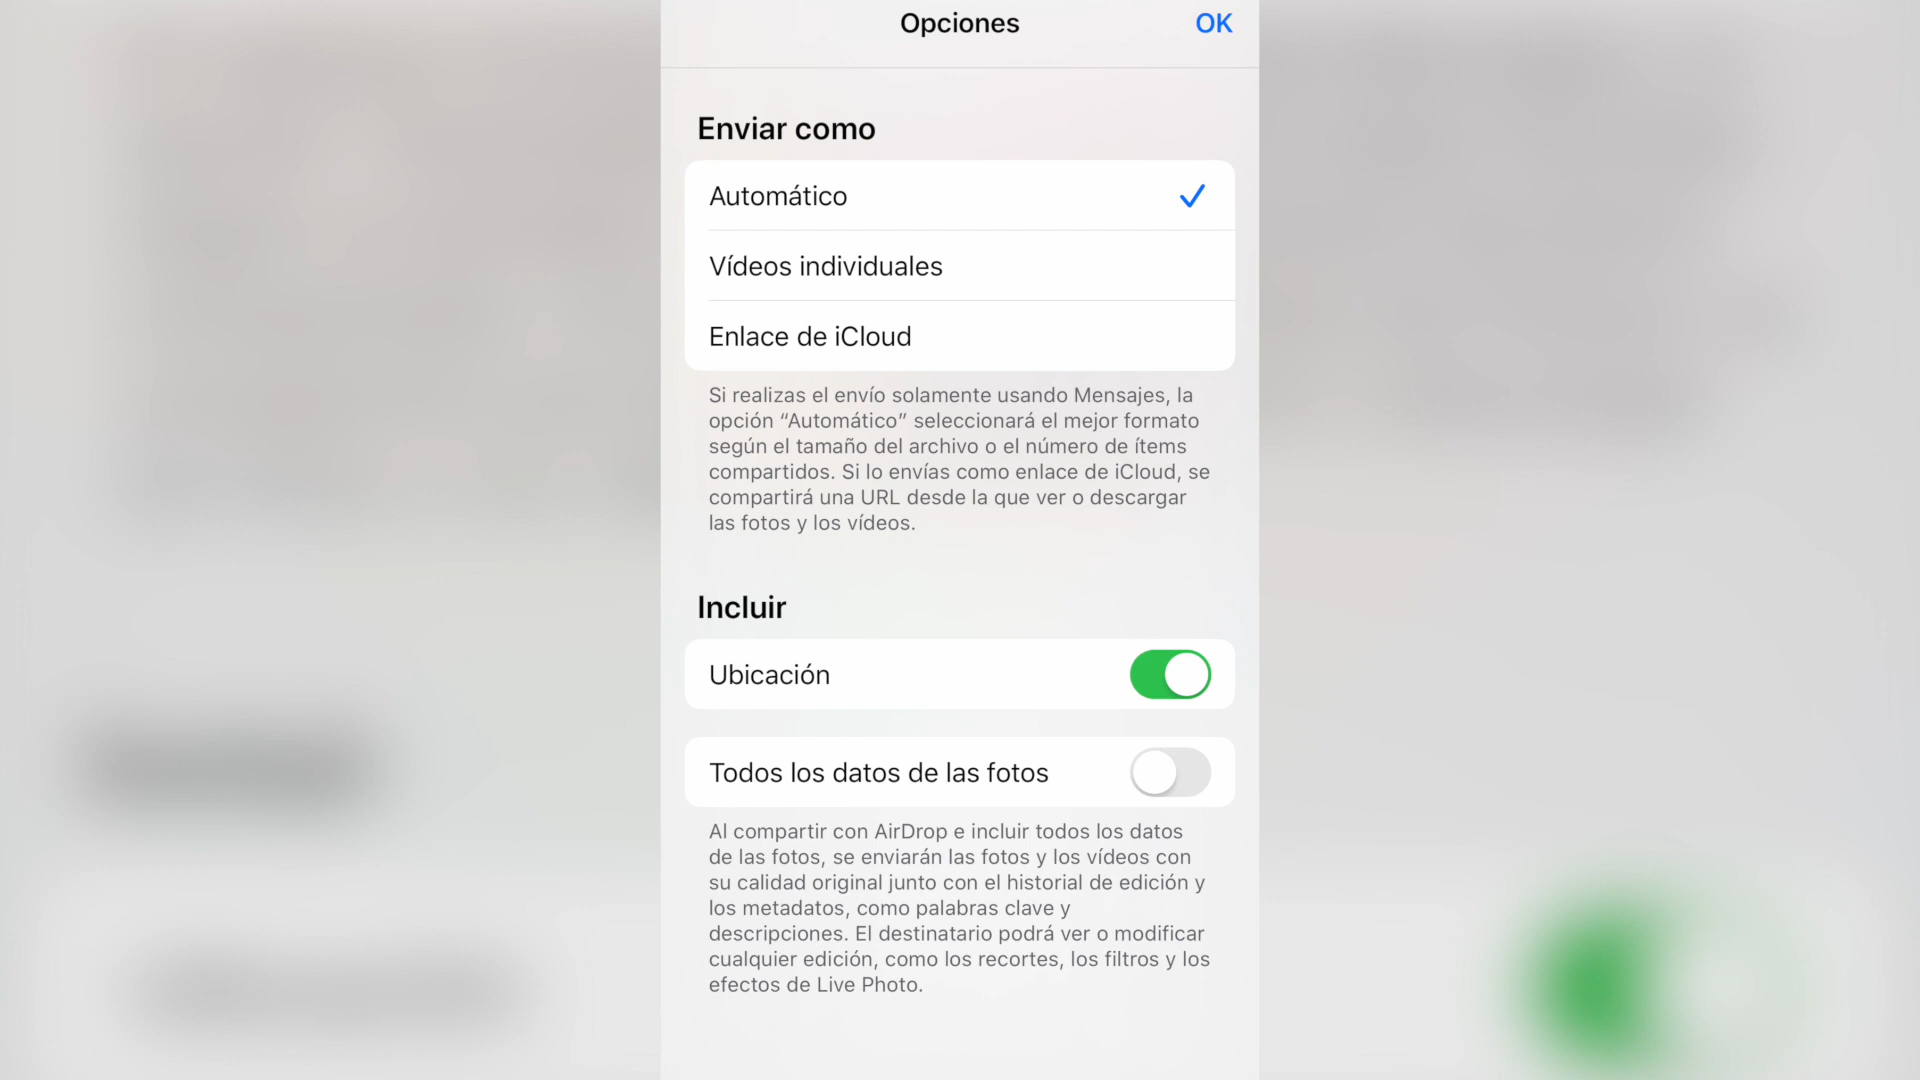 Opciones
OK
Enviar como
Automático
Vídeos individuales
Enlace de iCloud
Si realizas el envío solamente usando Mensajes, la
opción “Automático” seleccionará el mejor formato
según el tamaño del archivo o el número de ítems
compartidos. Si lo envías como enlace de iCloud, se
compartirá una URL desde la que ver o descargar
las fotos y los vídeos.
Incluir
Ubicación
Todos los datos de las fotos
Al compartir con AirDrop e incluir todos los datos
de las fotos, se enviarán las fotos y los vídeos con
su calidad original junto con el historial de edición y
los metadatos, como palabras clave y
descripciones. El destinatario podrá ver o modificar
cualquier edición, como los recortes, los filtros y los
efectos de Live Photo.